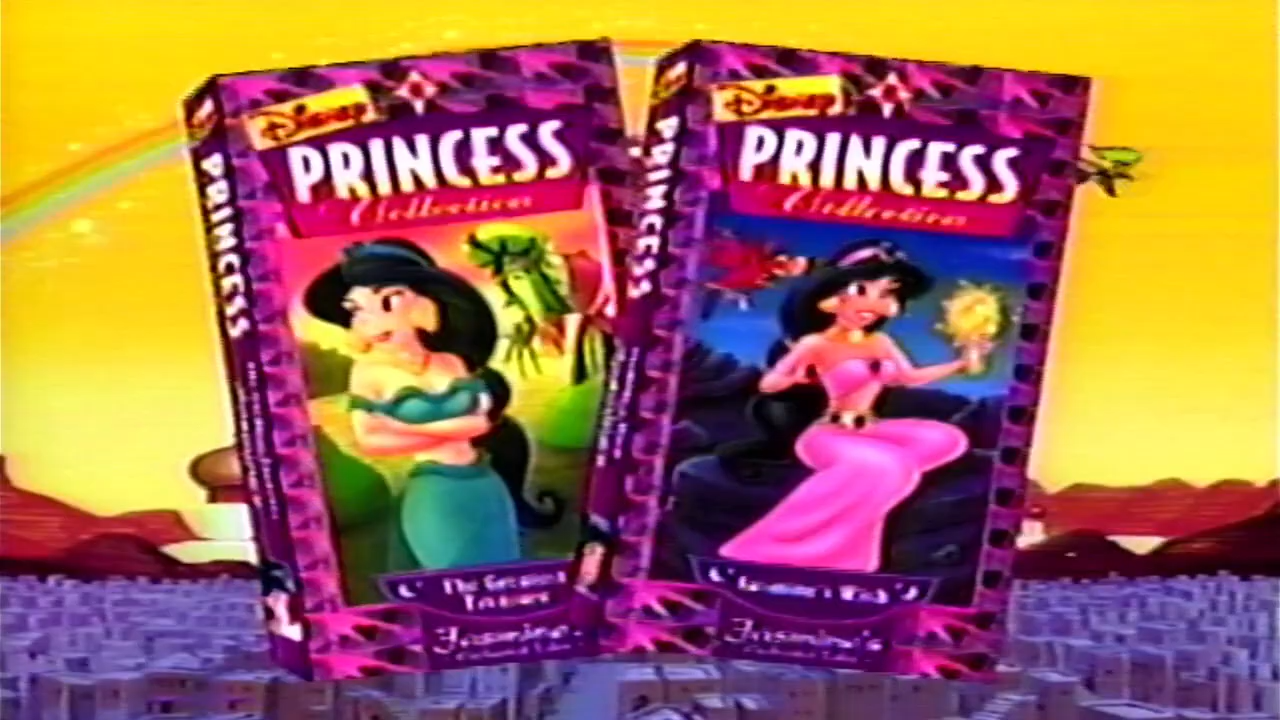 Disney
PRINCESS
Collection
PRINCESS
The Greatest
Treasure
Jasmine's
Disney
PRINCESS
Collection
PRINCESS
Jasmine's Wish
Jasmine's